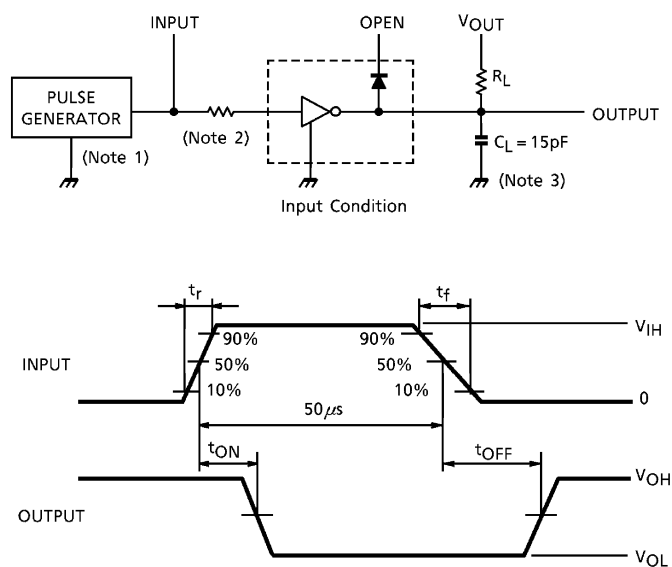 INPUT
OPEN
VOUT
PULSE
GENERATOR
(Note 1)
(Note 2)
RL
OUTPUT
CL = 15pF
(Note 3)
Input Condition
tr
tf
VIH
90%
90%
INPUT
50%
50%
10%
10%
0
50μs
tON
tOFF
VOH
OUTPUT
VOL